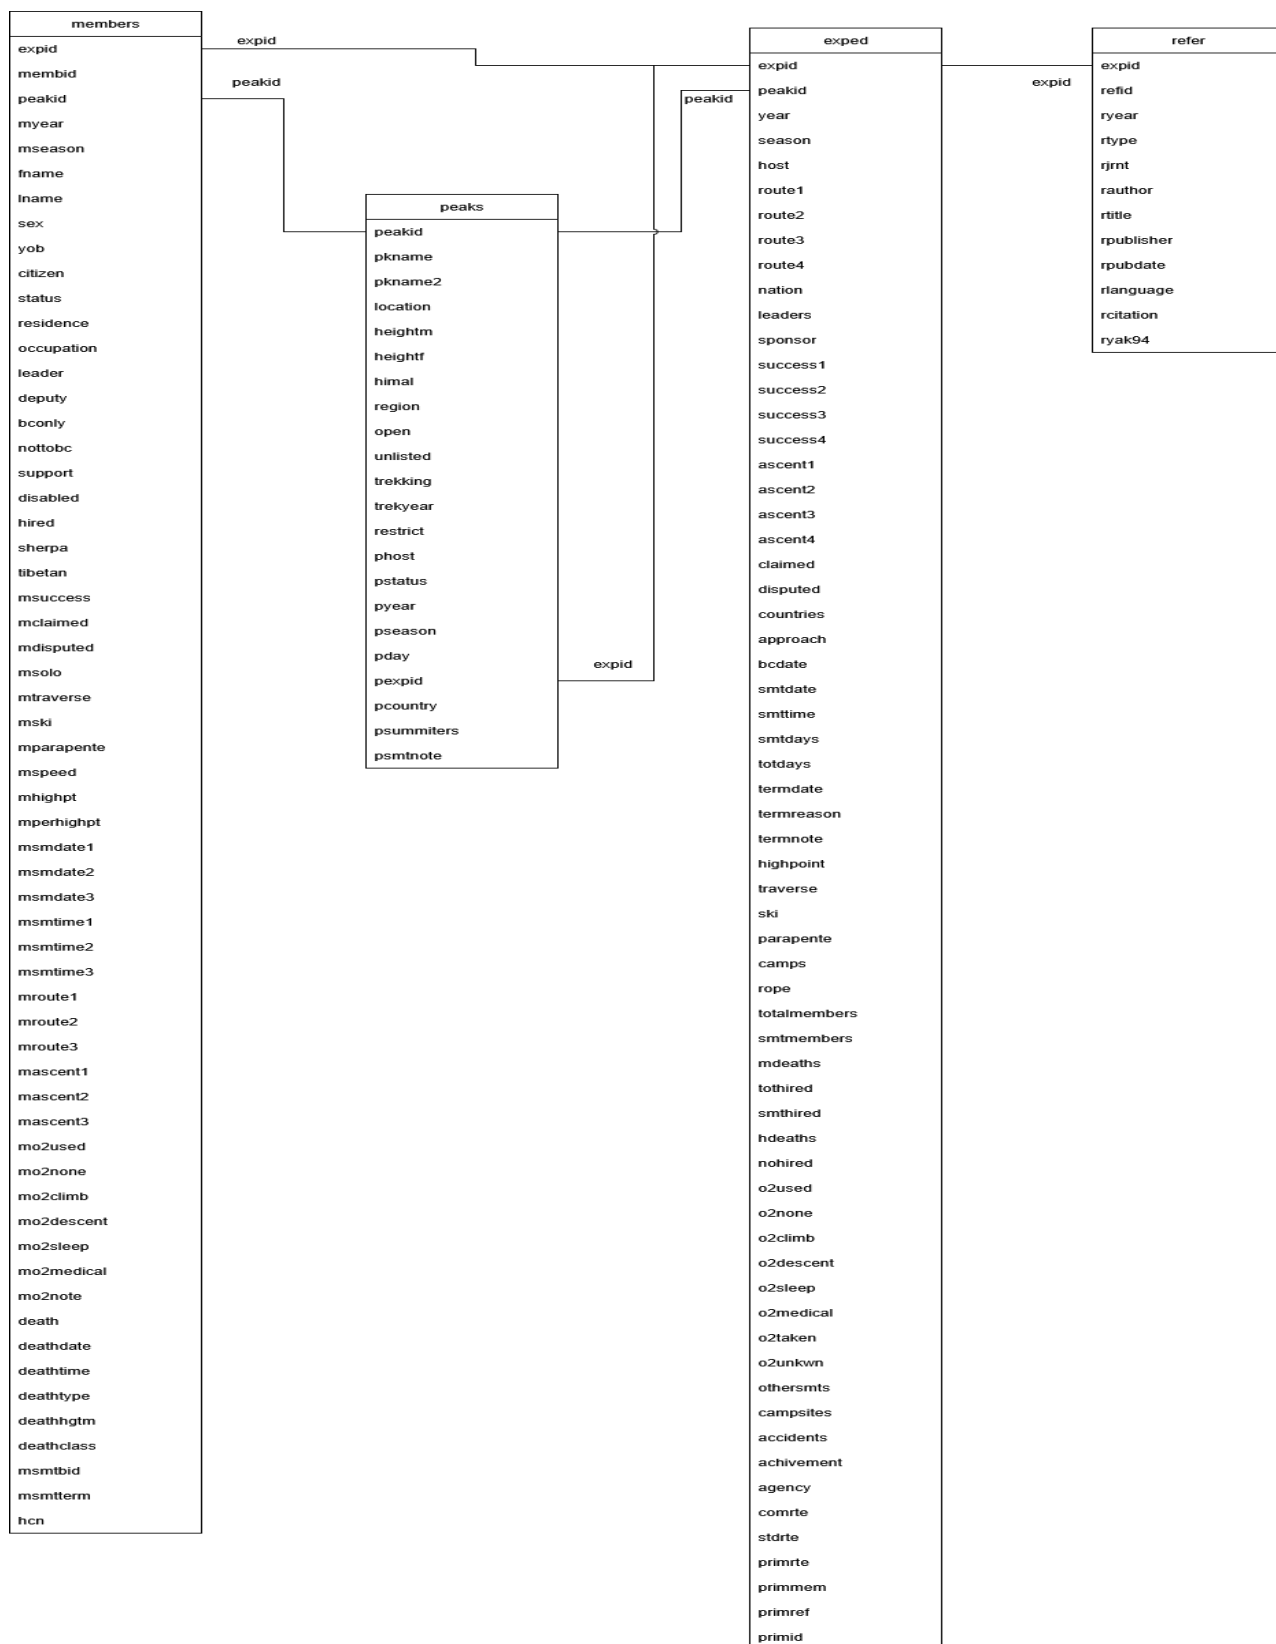 members
expid
membid
peakid
myear
mseason
fname
lname
sex
yob
citizen
status
residence
occupation
leader
deputy
bconly
nottobc
support
disabled
hired
sherpa
tibetan
msuccess
mclaimed
mdisputed
msolo
mtraverse
mski
mparapente
mspeed
mhighpt
mperhighpt
msmdate1
msmdate2
msmdate3
msmtime1
msmtime2
msmtime3
mroute1
mroute2
mroute3
mascent1
mascent2
mascent3
mo2used
mo2none
mo2climb
mo2descent
mo2sleep
mo2medical
mo2note
death
deathdate
deathtime
deathtype
deathhgtm
deathclass
msmtbid
msmtterm
hcn
expid
peakid
peaks
peakid
pkname
pkname2
location
heightm
heightf
himal
region
open
unlisted
trekking
trekyear
restrict
phost
pstatus
pyear
pseason
pday
pexpid
pcountry
psummiters
psmtnote
expid
peakid
exped
expid
peakid
year
season
host
route1
route2
route3
route4
nation
leaders
sponsor
success1
success2
success3
success4
ascent1
ascent2
ascent3
ascent4
claimed
disputed
countries
approach
bcdate
smtdate
smttime
smtdays
totdays
termdate
termreason
termnote
highpoint
traverse
ski
parapente
camps
rope
totalmembers
smtmembers
mdeaths
tothired
smthired
hdeaths
nohired
o2used
o2none
o2climb
o2descent
o2sleep
o2medical
o2taken
o2unkwn
othersmts
campsites
accidents
achivement
agency
comrte
stdrte
primrte
primmem
primref
primid
expid
refer
expid
refid
ryear
rtype
rjrnt
rauthor
rtitle
rpublisher
rpubdate
rlanguage
rcitation
ryak94